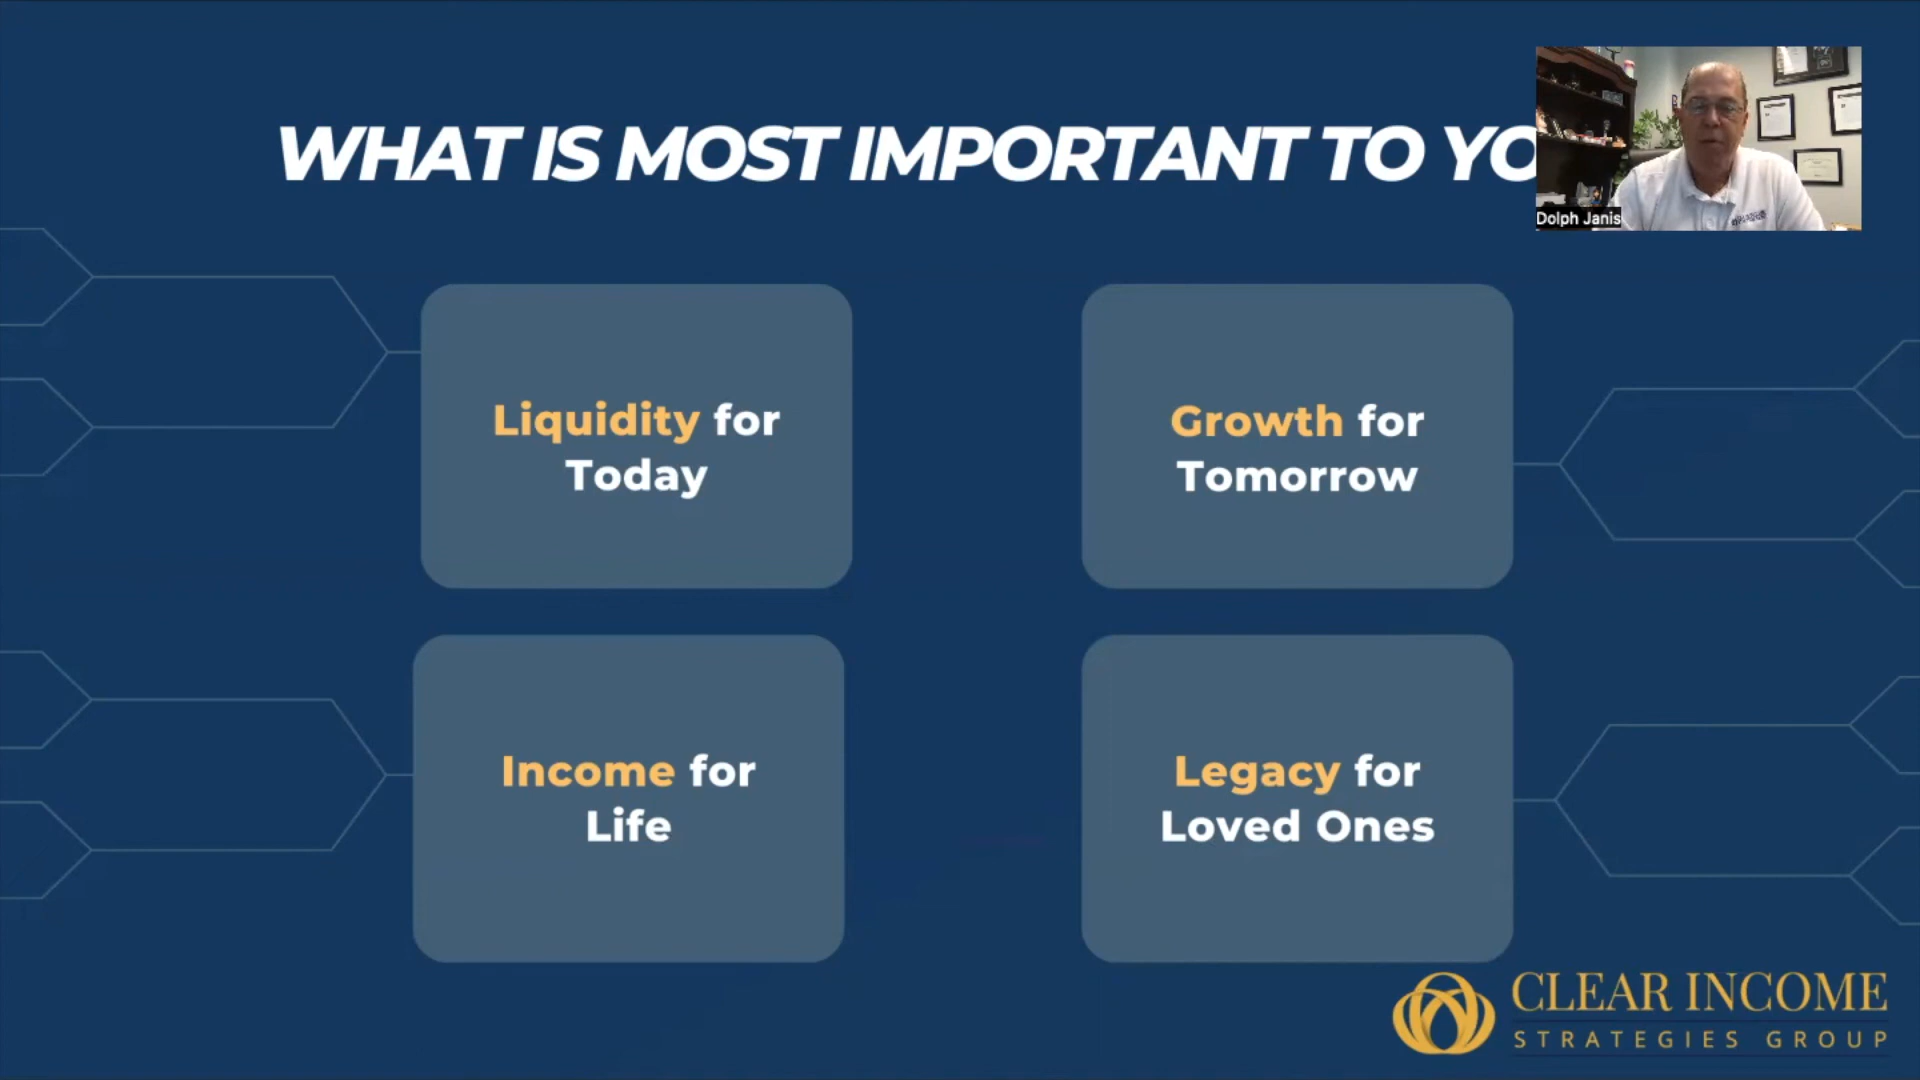 WHAT IS MOST IMPORTANT TO YO
Dolph Janis
Liquidity for
Today
Growth for
Tomorrow
Income for
Life
Legacy for
Loved Ones
CLEAR INCOME
STRATEGIES GROUP